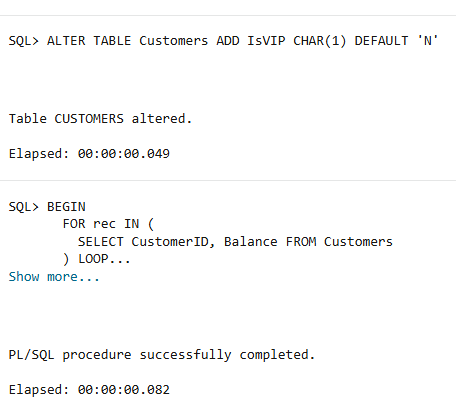 SQL> ALTER TABLE Customers ADD IsVIP CHAR(1) DEFAULT 'N'
Table CUSTOMERS altered.
Elapsed: 00:00:00.049
SQL> BEGIN
FOR rec IN (
SELECT CustomerID, Balance FROM Customers
) LOOP...
Show more...
PL/SQL procedure successfully completed.
Elapsed: 00:00:00.082